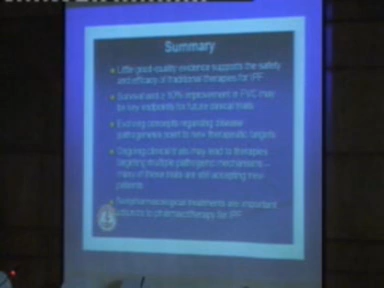 Summary
Little good-quality evidence supports the safety
and efficacy of traditional therapies for IPF
Survival and ≥ 10% improvement in FVC may
be key endpoints for future clinical trials
Evolving concepts regarding disease
pathogenesis point to new therapeutic targets
Ongoing clinical trials may lead to therapies
targeting multiple pathogenic mechanisms –
many of these trials are still accepting new
patients
Nonpharmacological treatments are important
adjuncts to pharmacotherapy for IPF